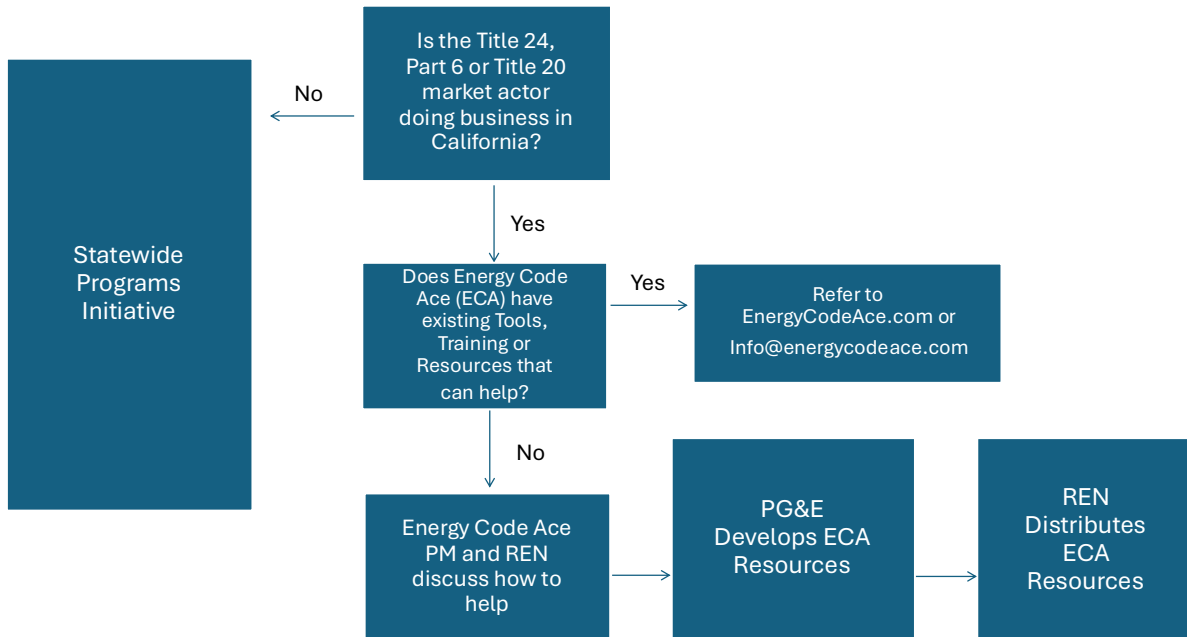 Is the Title 24,
Part 6 or Title 20
market actor
doing business in
California?
No
Statewide
Programs
Initiative
Yes
Does Energy Code
Ace (ECA) have
existing Tools,
Training or
Resources that
can help?
Yes
Refer to
EnergyCodeAce.com or
Info@energycodeace.com
No
Energy Code Ace
PM and REN
discuss how to
help
PG&E
Develops ECA
Resources
REN
Distributes
ECA
Resources